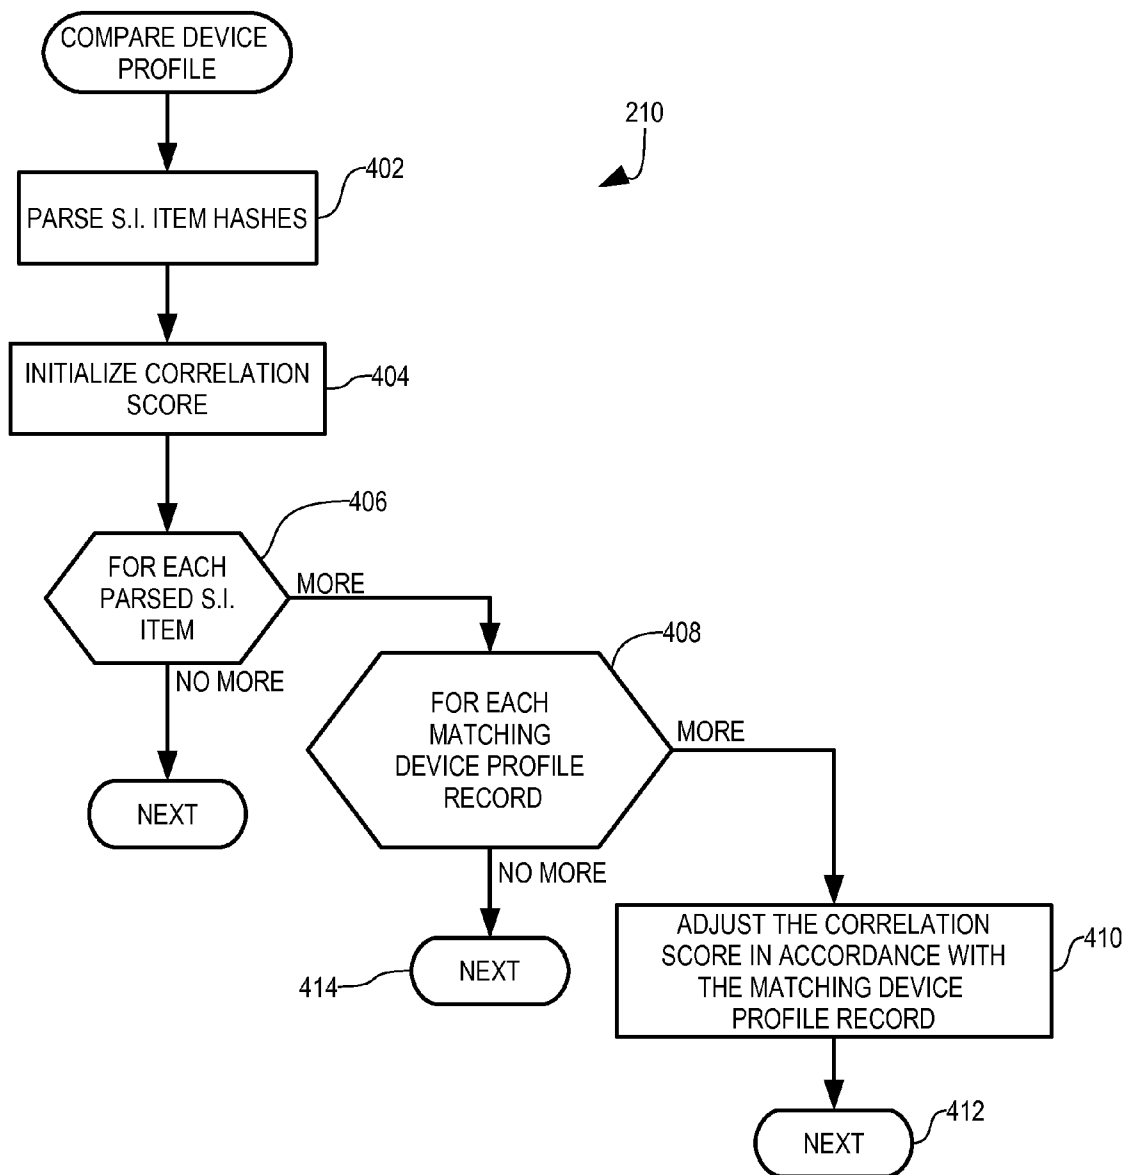 COMPARE DEVICE
PROFILE
210
402
PARSE S.I. ITEM HASHES
INITIALIZE CORRELATION
SCORE
404
406
FOR EACH
PARSED S.I.
ITEM
MORE
NO MORE
NEXT
408
FOR EACH
MATCHING
DEVICE PROFILE
RECORD
MORE
NO MORE
NEXT
414
ADJUST THE CORRELATION
SCORE IN ACCORDANCE WITH
THE MATCHING DEVICE
PROFILE RECORD
410
NEXT
412